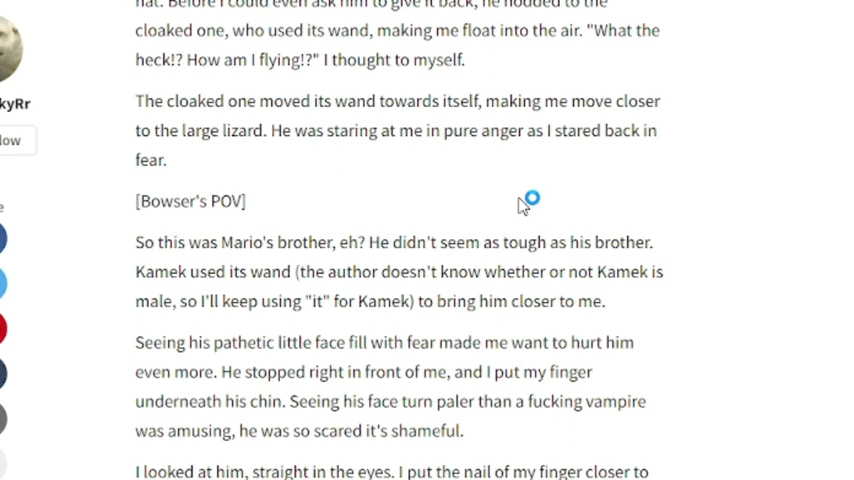 hat. Before I could even ask him to give it back, he nodded to the
cloaked one, who used its wand, making me float into the air. "What the
heck!? How am I flying!?" I thought to myself.
kyRr
The cloaked one moved its wand towards itself, making me move closer
low
to the large lizard. He was staring at me in pure anger as I stared back in
fear.
[Bowser's POV]
e
So this was Mario's brother, eh? He didn't seem as tough as his brother.
Kamek used its wand (the author doesn't know whether or not Kamek is
male, so I'll keep using "it" for Kamek) to bring him closer to me.
Seeing his pathetic little face fill with fear made me want to hurt him
even more. He stopped right in front of me, and I put my finger
underneath his chin. Seeing his face turn paler than a fucking vampire
was amusing, he was so scared it's shameful.
I looked at him, straight in the eyes. I put the nail of my finger closer to